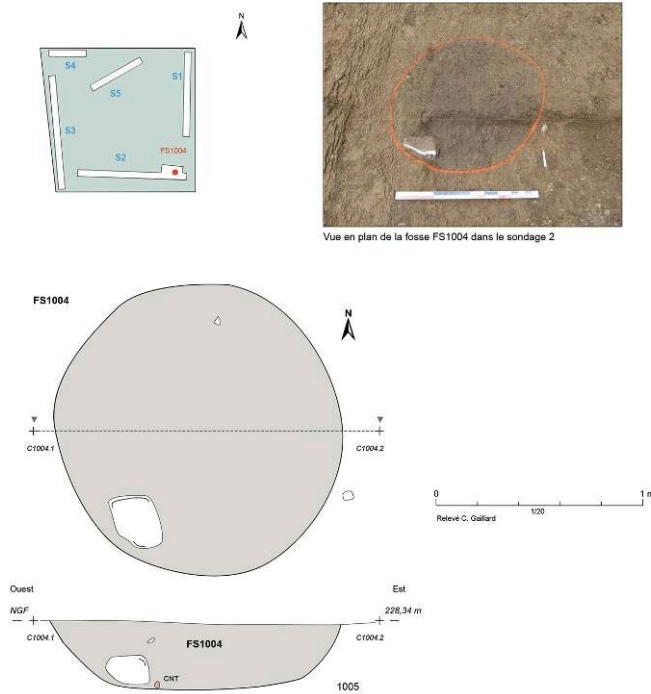 N
S4
S1
S5
S3
S2
FS1004
Vue en plan de la fosse FS1004 dans le sondage 2
FS1004
N
C1004.1
C1004.2
0
1 m
1/20
Relevé C. Gaillard
Ouest
Est
NGF
228,34 m
C1004.1
C1004.2
FS1004
CNT
1005